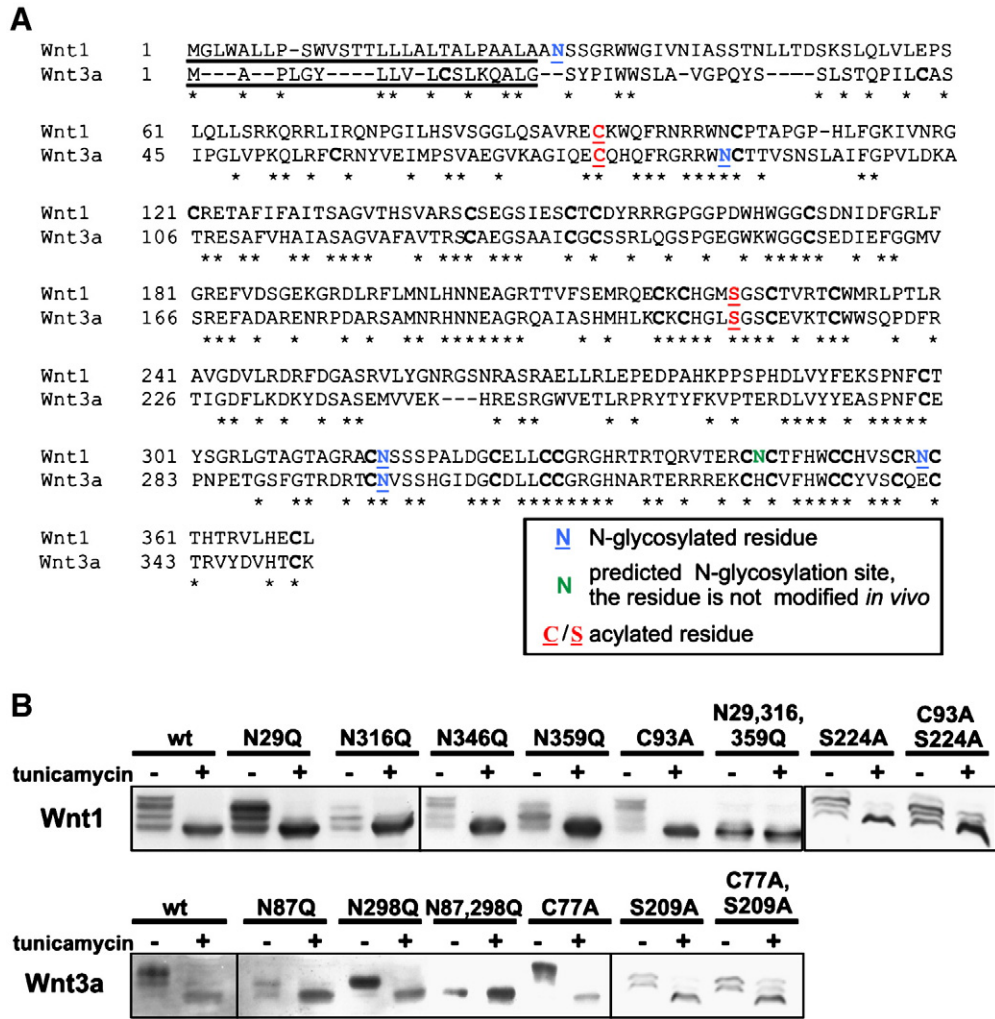 A
Wnt1 1 MGLWALLP-SWVSTTLLLALTALPAALAANSSGRWWGIVNIASSTNLLTDSKSLQLVLEPS
Wnt3a 1 M---A--PLGY----LLV-LCSLKQALG--SYPIWWSLA-VGPQYS----SLSTQPILCAS
* * * ** * ** * ** * ** * * * *
Wnt1 61 LQLLSRKQRRLIRQNPGILHSVSGGLQSAVRECKWQFRNRRWNCPTAPGP-HLFGKIVNRG
Wnt3a 45 IPGLVPKQLRFCRNYVEIMPSVAEGVKAGIQECQHQFRGRRWNCTTVSNSLAIFGPVLDKA
* ** * * * ** * ** *** ***** * **
Wnt1 121 CRETAFIFAITSAGVTHSVARSCSEGSIESCTCDYRRRGPGGPDWHWGGCSDNIDFGRLF
Wnt3a 106 TRESAFVHAIASAGVAFAVTRSCAEGSAAICGCSSRLQGSPGEGWKWGGCSEDIEFGGMV
** ** ** **** * *** *** * * * * * * **** * **
Wnt1 181 GREFVDSGEKGRDLRFLMNLHNNEAGRTTVFSEMRQECKCHGMSGSCTVRTCWMRLPTLR
Wnt3a 166 SREFADARENRPDARSAMNRHNNEAGRQAIASHMHLKCKCHGLSGSCEVKTCWWSQPDFR
*** * * * * ** ******* * * ***** **** * *** * *
Wnt1 241 AVGDVLRDRFDGASRVLYGNRGSNRASRAELLRLEPEDPAHKPPSPHDLVYFEKSPNFCT
Wnt3a 226 TIGDFLKDKYDSASEMVVEK---HRESRGWVETLRPRYTYFKVPTERDLVYYEASPNFCE
** * * * ** * ** * * * * **** * *****
Wnt1 301 YSGRLGTAGTAGRACNSSSPALDGCELLCCGRGHRTRTQRVTERCNCTFHWCCHVSCRNC
Wnt3a 283 PNPETGSFGTRDRTCNVSSHGIDGCDLLCCGRGHNARTERRREKCHCVFHWCCYVSCQEC
* ** * ** ** *** ******** ** * * * * ***** *** *
Wnt1 361 THTRVLHECL
Wnt3a 343 TRVYDVHTCK
* * *
N N-glycosylated residue
N predicted N-glycosylation site,
the residue is not modified in vivo
C/S acylated residue
B
wt N29Q N316Q N346Q N359Q C93A N29,316, 359Q S224A C93A S224A
tunicamycin - + - + - + - + - + - + - + - + - +
Wnt1
wt N87Q N298Q N87,298Q C77A S209A C77A, S209A
tunicamycin - + - + - + - + - + - + - +
Wnt3a